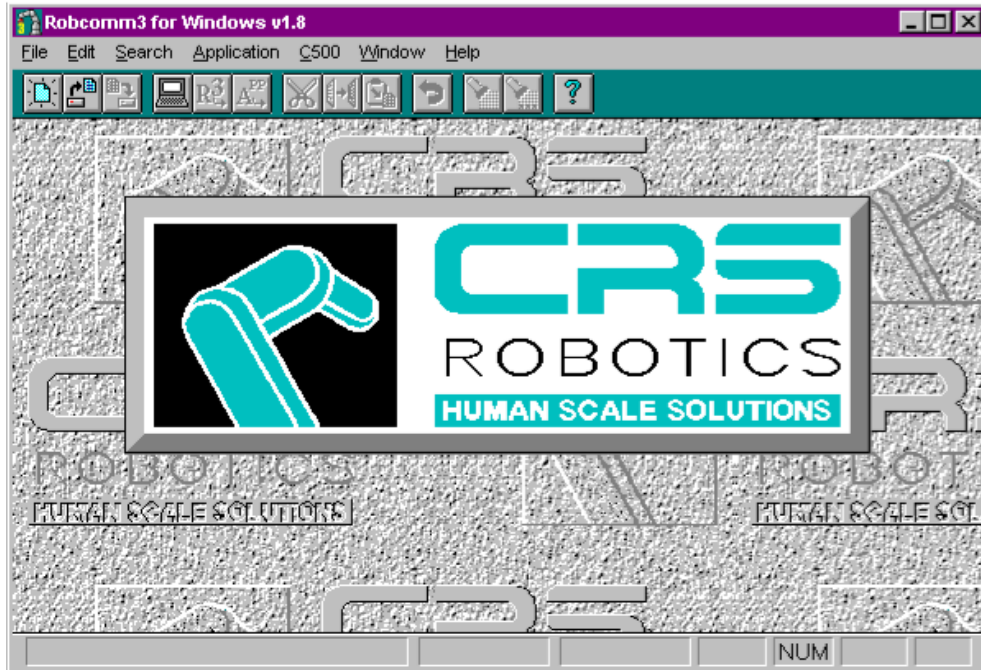 Robcomm3 for Windows v1.8
File Edit Search Application C500 Window Help
CRS
CRS
ROBOTICS
HUMAN SCALE SOLUTIONS
ROBOTICS
HUMAN SCALE SOLUTIONS
ROBOT
HUMAN SCALE SOL
NUM